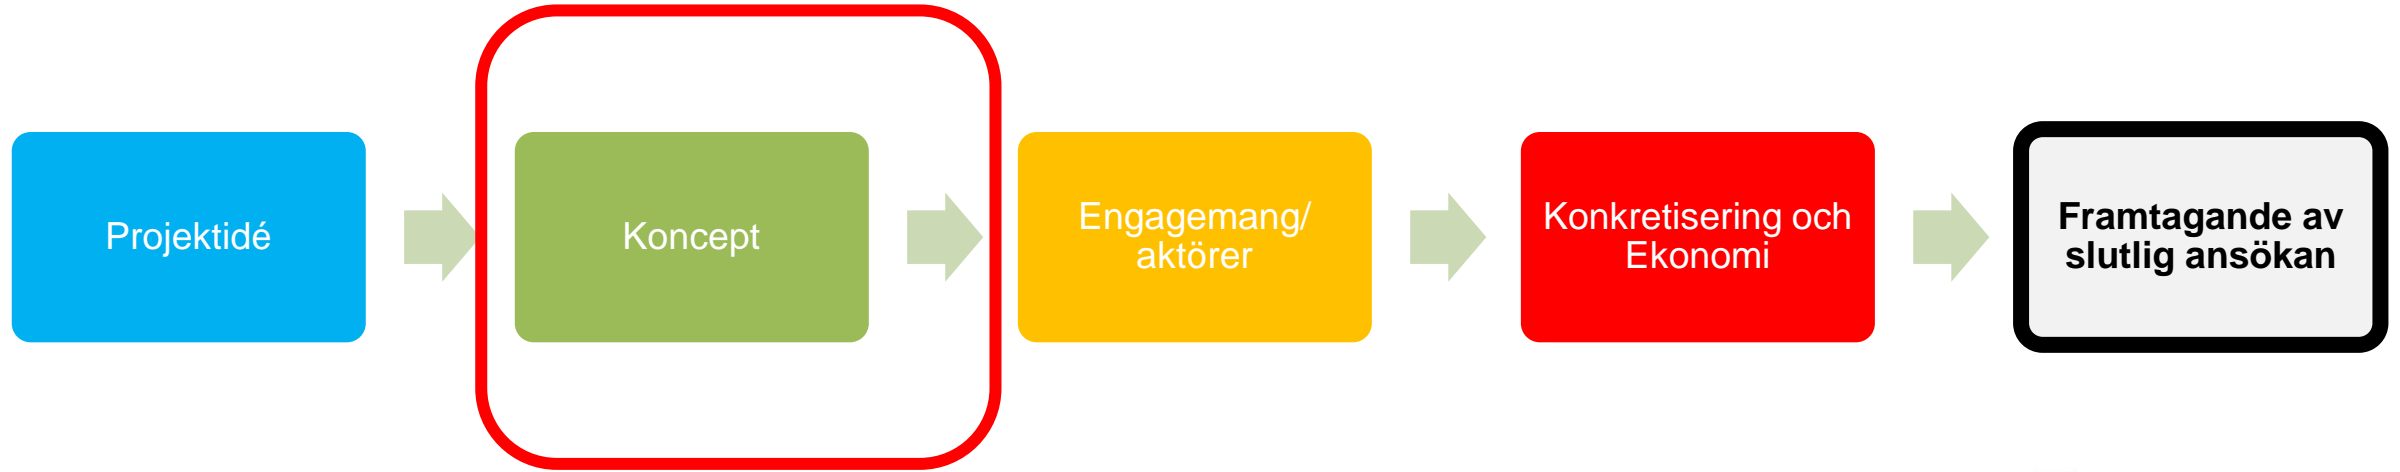 Projektidé
Koncept
Engagemang/
aktörer
Konkretisering och
Ekonomi
Framtagande av
slutlig ansökan